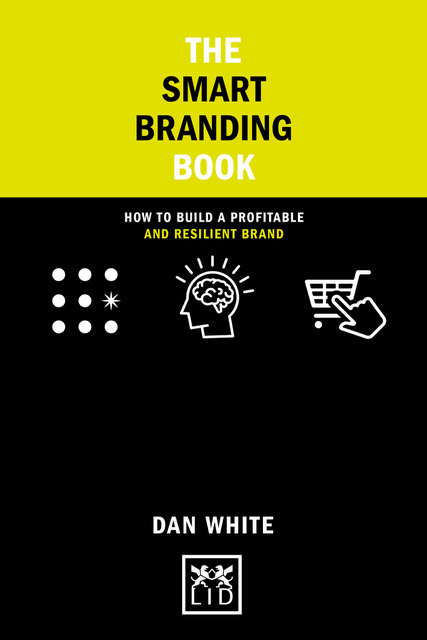 THE
SMART
BRANDING
BOOK
HOW TO BUILD A PROFITABLE
AND RESILIENT BRAND
DAN WHITE
LID